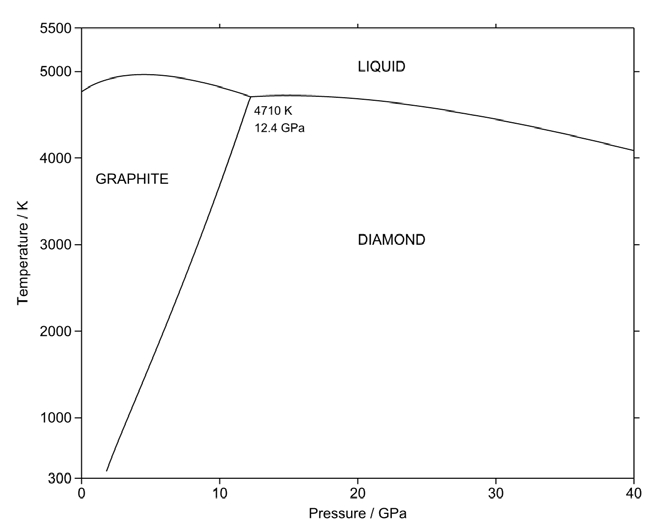 5500
5000
4000
3000
2000
1000
300
Temperature / K
LIQUID
4710 K
12.4 GPa
GRAPHITE
DIAMOND
0
10
20
30
40
Pressure / GPa